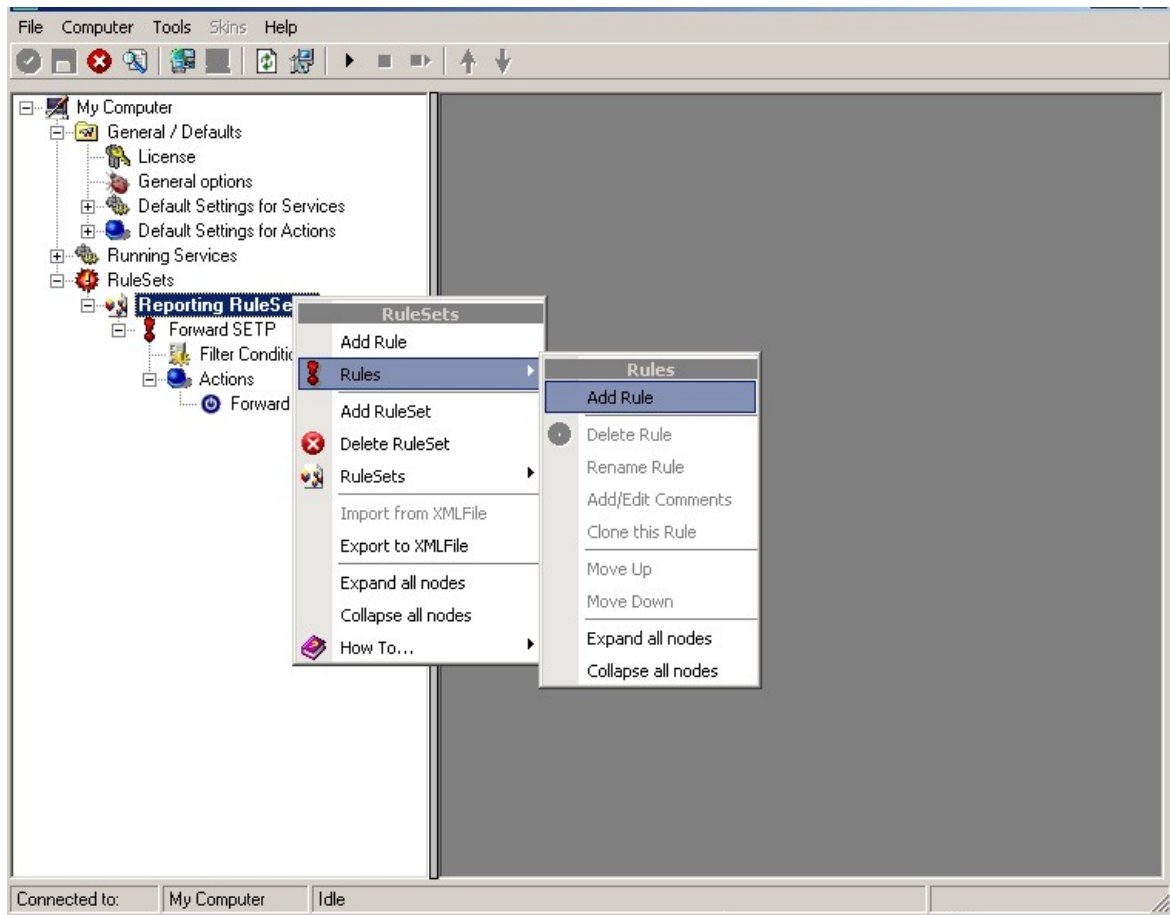 File Computer Tools Skins Help
My Computer
General / Defaults
License
General options
Default Settings for Services
Default Settings for Actions
Running Services
RuleSets
Reporting RuleSe
Forward SETP
Filter Conditio
Actions
Forward
RuleSets
Add Rule
Rules
Add RuleSet
Delete RuleSet
RuleSets
Import from XMLFile
Export to XMLFile
Expand all nodes
Collapse all nodes
How To...
Rules
Add Rule
Delete Rule
Rename Rule
Add/Edit Comments
Clone this Rule
Move Up
Move Down
Expand all nodes
Collapse all nodes
Connected to: My Computer Idle